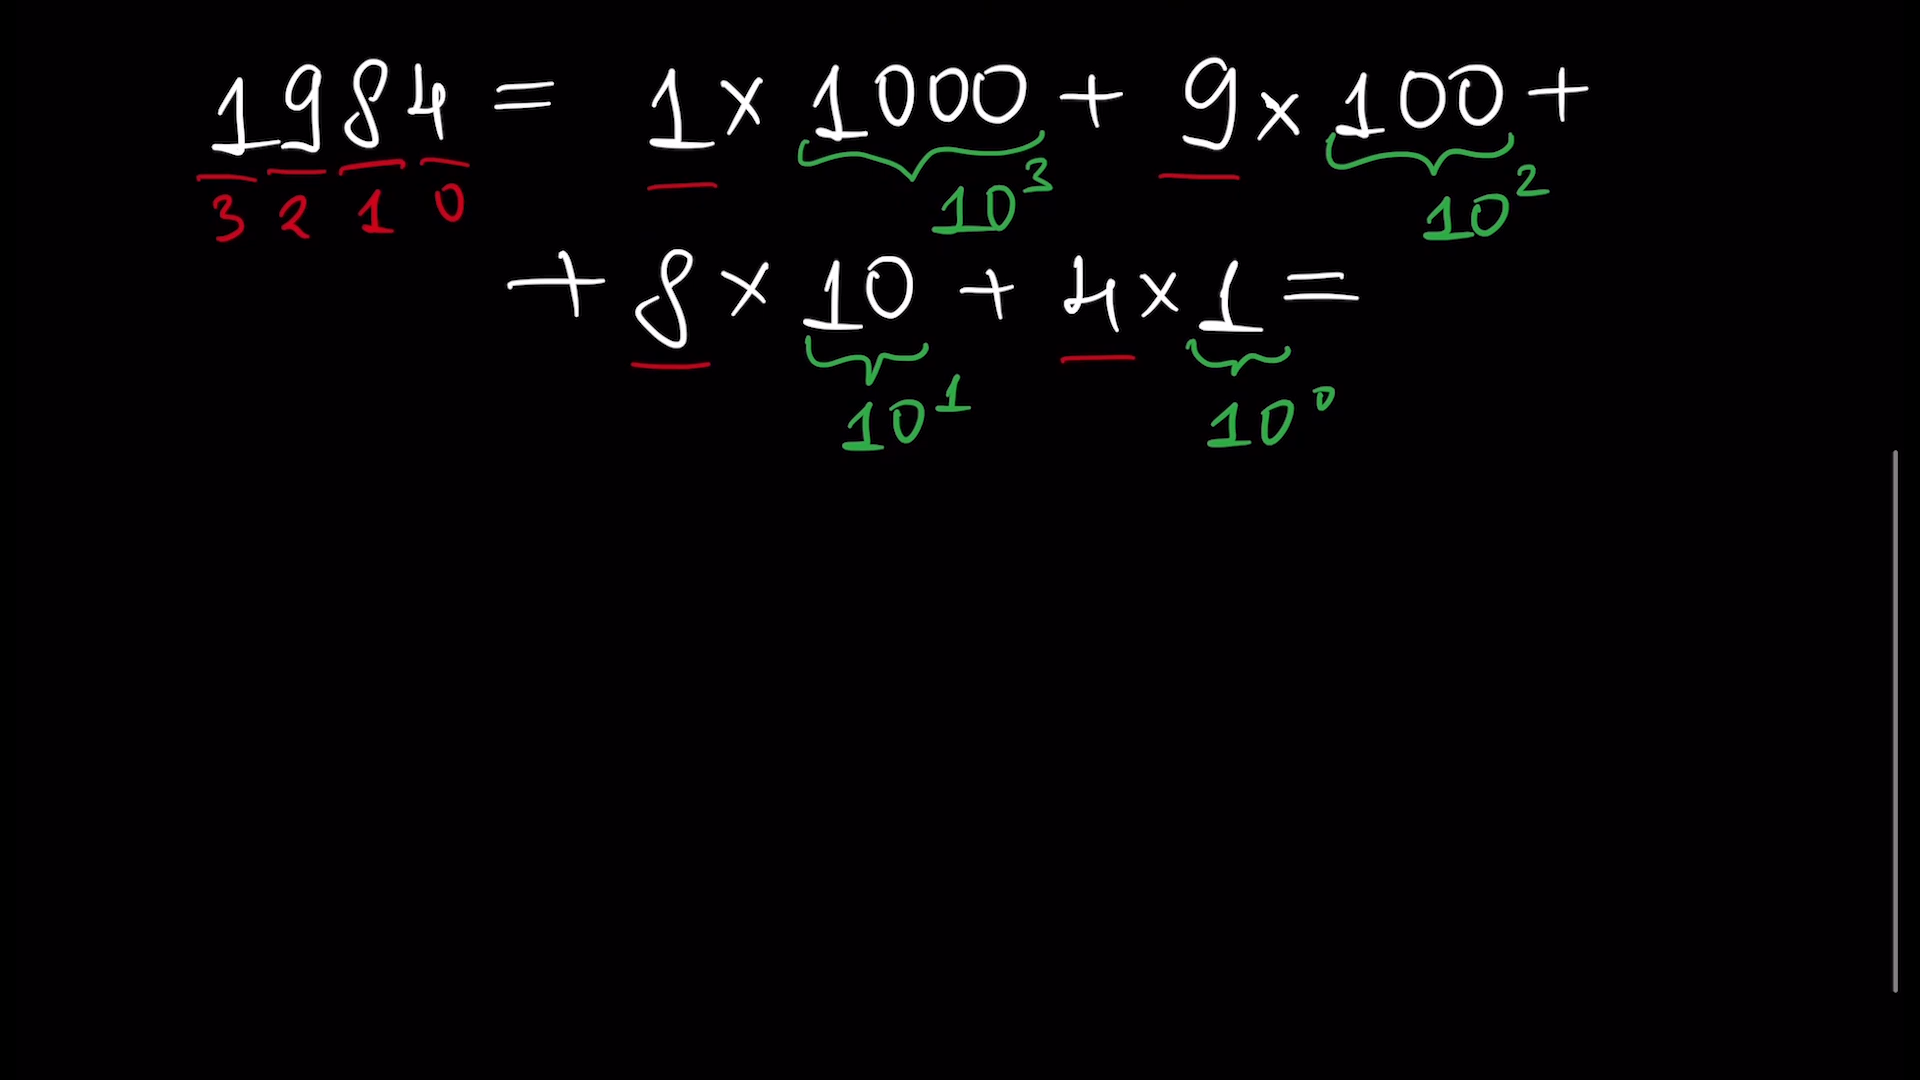 1984 = 1 × 1000 + 9 × 100 +
3 2 1 0
10³ 10²
+ 8 × 10 + 4 × 1 =
10¹ 10⁰